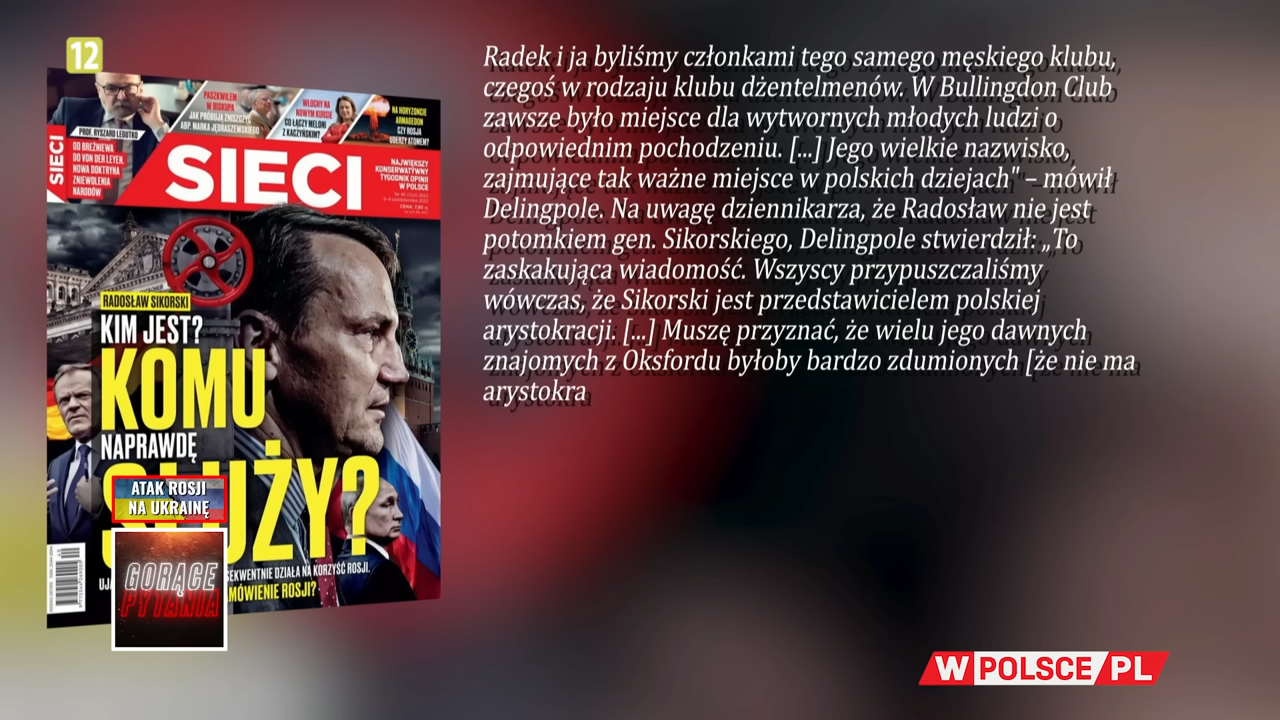 12
PROF. RYSZARD LEGUTKO
OD BREŻNIEWA
DO VON DER LEYEN.
NOWA DOKTRYNA
ZNIEWOLENIA
NARODÓW
PASZKWILEM
W BISKUPA
JAK PRÓBUJĄ ZNISZCZYĆ
ABP. MARKA JĘDRASZEWSKIEGO
WŁOCHY NA
NOWYM KURSIE
CO ŁĄCZY MELONI
Z KACZYŃSKIM?
NA HORYZONCIE
ARMAGEDON
CZY ROSJA
UDERZY ATOMEM?
SIECI
SIECI
NAJWIĘKSZY
KONSERWATYWNY
TYGODNIK OPINII
W POLSCE
RADOSŁAW SIKORSKI
KIM JEST?
KOMU
NAPRAWDĘ
SŁUŻY?
SEKWENTNIE DZIAŁA NA KORZYŚĆ ROSJI.
MÓWIENIE ROSJI?
ATAK ROSJI
NA UKRAINĘ
GORĄCE
PYTANIA
Radek i ja byliśmy członkami tego samego męskiego klubu,
czegoś w rodzaju klubu dżentelmenów. W Bullingdon Club
zawsze było miejsce dla wytwornych młodych ludzi o
odpowiednim pochodzeniu. [...] Jego wielkie nazwisko,
zajmujące tak ważne miejsce w polskich dziejach" – mówił
Delingpole. Na uwagę dziennikarza, że Radosław nie jest
potomkiem gen. Sikorskiego, Delingpole stwierdził: „To
zaskakująca wiadomość. Wszyscy przypuszczaliśmy
wówczas, że Sikorski jest przedstawicielem polskiej
arystokracji. [...] Muszę przyznać, że wielu jego dawnych
znajomych z Oksfordu byłoby bardzo zdumionych [że nie ma
arystokra
W POLSCE PL